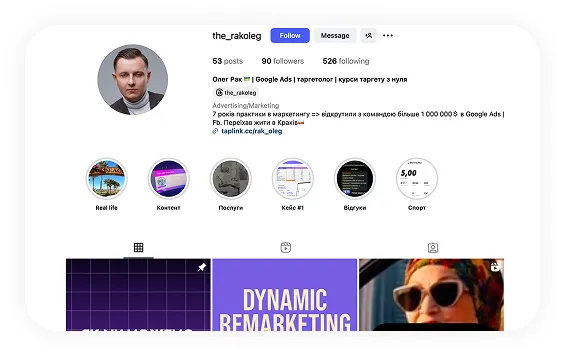 the_rakoleg Follow Message
53 posts 90 followers 526 following
Олег Рак | Google Ads | таргетолог | курси таргету з нуля
the_rakoleg
Advertising/Marketing
7 років практики в маркетингу => відкрутили з командою більше 1 000 000$ в Google Ads |
Fb. Переїхав жити в Краків
taplink.cc/rak_oleg
5,00
Real life Контент Послуги Кейс #1 Відгуки Спорт
DYNAMIC
REMARKETING